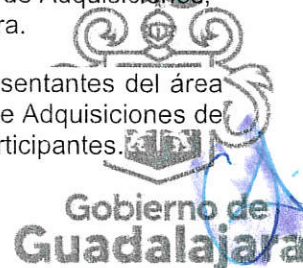 de Adquisiciones,
ra.
sentantes del área
e Adquisiciones de
rticipantes.
Gobierno de
Guadalajara